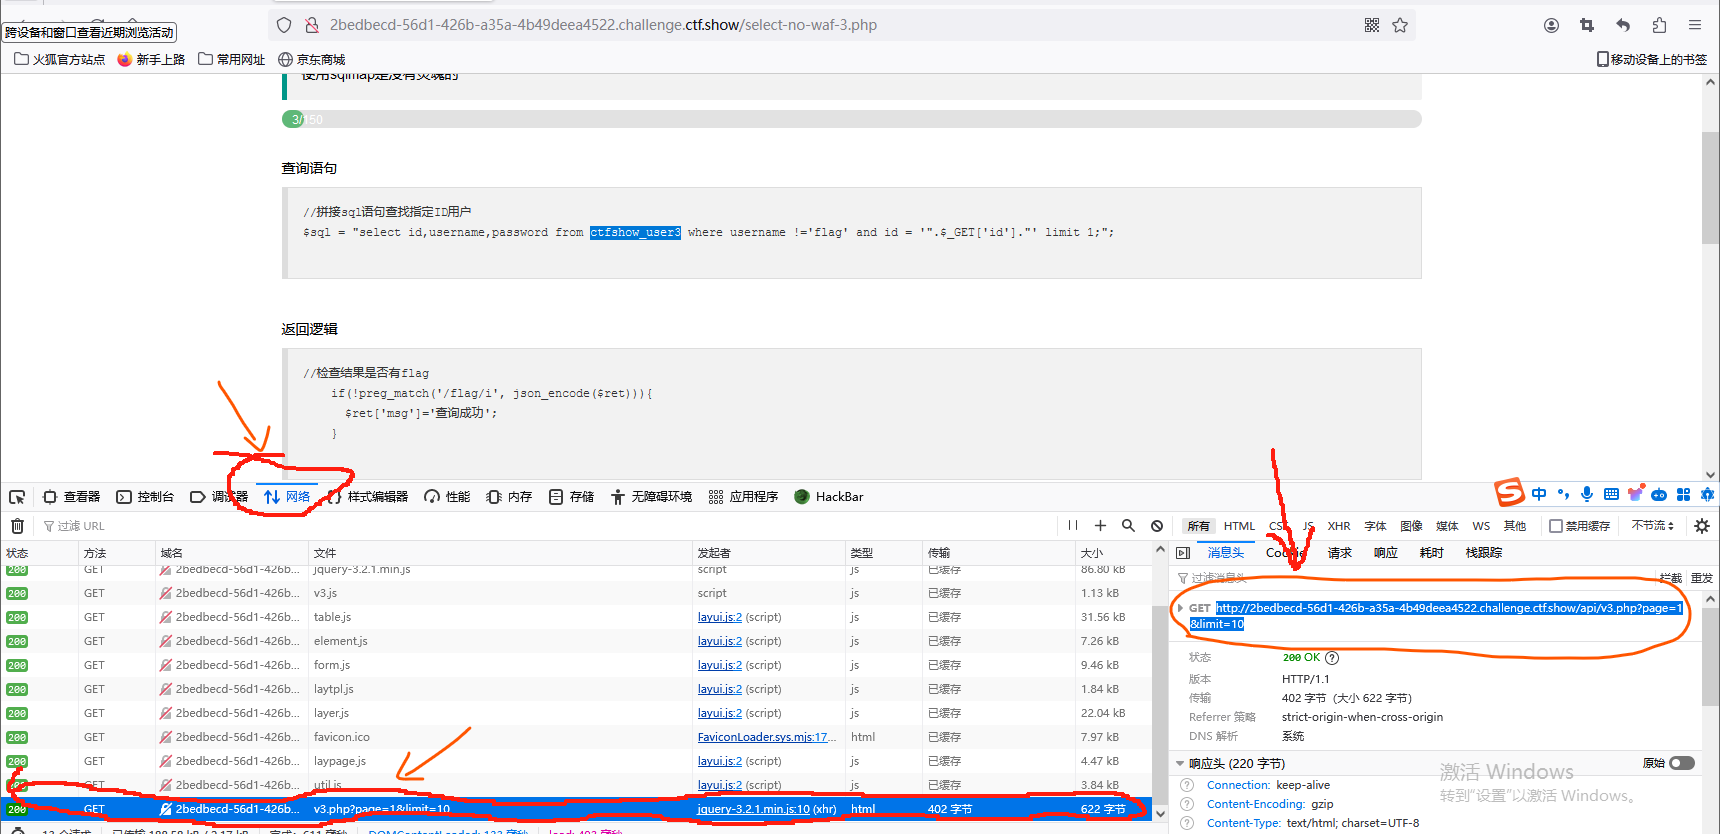 2bedbecd-56d1-426b-a35a-4b49deea4522.challenge.ctf.show/select-no-waf-3.php
跨设备和窗口查看近期浏览活动
火狐官方站点 新手上路 常用网址 京东商城 移动设备上的书签
使用sqlmap是没有灵魂的
3/150
查询语句
//拼接sql语句查找指定ID用户
$sql = "select id,username,password from ctfshow_user3 where username !='flag' and id = '".$_GET['id']."' limit 1;";
返回逻辑
//检查结果是否有flag
if(!preg_match('/flag/i', json_encode($ret))){
$ret['msg']='查询成功';
}
查看器 控制台 调试器 网络 {} 样式编辑器 性能 内存 存储 无障碍环境 应用程序 HackBar
中
过滤 URL 所有 HTML CSS JS XHR 字体 图像 媒体 WS 其他 禁用缓存 不节流
状态 方法 域名 文件 发起者 类型 传输 大小
200 GET 2bedbecd-56d1-426b... jquery-3.2.1.min.js script js 已缓存 86.80 kB
200 GET 2bedbecd-56d1-426b... v3.js script js 已缓存 1.13 kB
200 GET 2bedbecd-56d1-426b... table.js layui.js:2 (script) js 已缓存 31.56 kB
200 GET 2bedbecd-56d1-426b... element.js layui.js:2 (script) js 已缓存 7.26 kB
200 GET 2bedbecd-56d1-426b... form.js layui.js:2 (script) js 已缓存 9.46 kB
200 GET 2bedbecd-56d1-426b... laytpl.js layui.js:2 (script) js 已缓存 1.84 kB
200 GET 2bedbecd-56d1-426b... layer.js layui.js:2 (script) js 已缓存 22.04 kB
200 GET 2bedbecd-56d1-426b... favicon.ico FaviconLoader.sys.mjs:17... html 已缓存 7.97 kB
200 GET 2bedbecd-56d1-426b... laypage.js layui.js:2 (script) js 已缓存 4.47 kB
200 GET 2bedbecd-56d1-426b... util.js layui.js:2 (script) js 已缓存 3.84 kB
200 GET 2bedbecd-56d1-426b... v3.php?page=1&limit=10 jquery-3.2.1.min.js:10 (xhr) html 402 字节 622 字节
消息头 Cookie 请求 响应 耗时 栈跟踪
过滤消息头 拦截 重发
GET http://2bedbecd-56d1-426b-a35a-4b49deea4522.challenge.ctf.show/api/v3.php?page=1
&limit=10
状态 200 OK
版本 HTTP/1.1
传输 402 字节（大小 622 字节）
Referrer 策略 strict-origin-when-cross-origin
DNS 解析 系统
响应头 (220 字节) 原始
Connection: keep-alive
Content-Encoding: gzip
Content-Type: text/html; charset=UTF-8
激活 Windows
转到"设置"以激活 Windows。